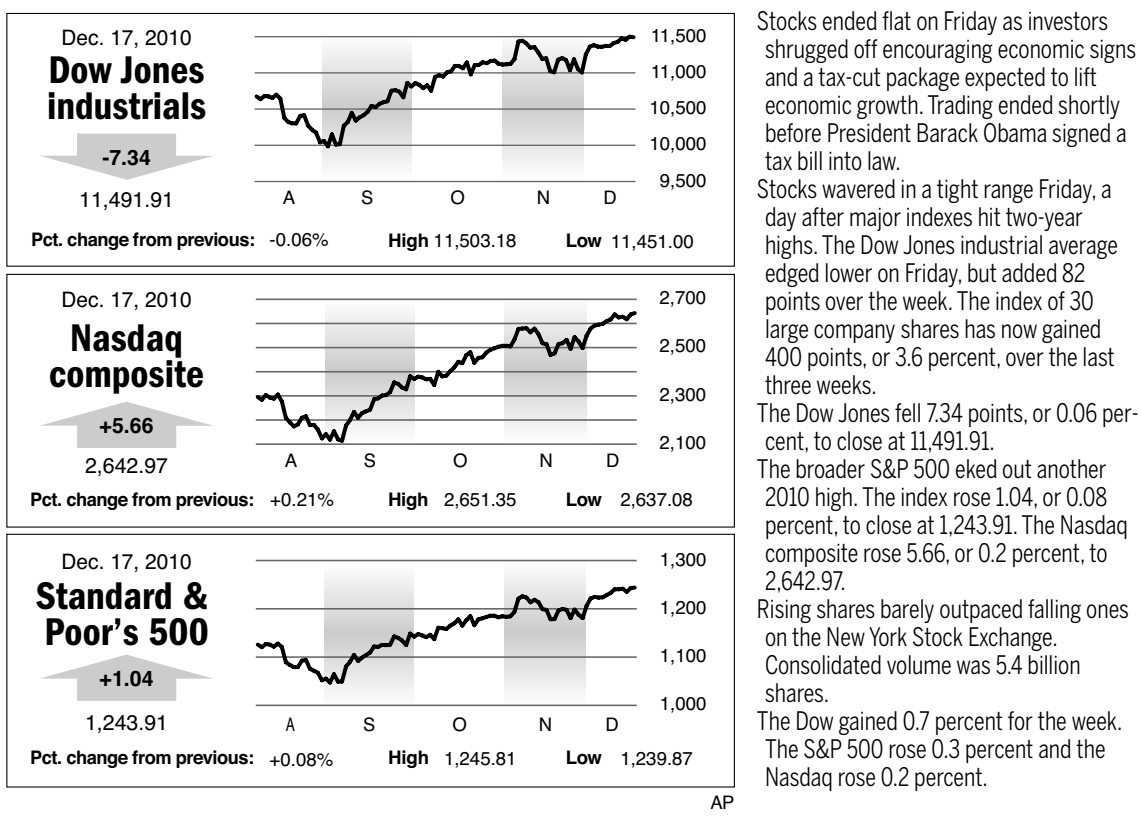 Dec. 17, 2010
Dow Jones
industrials
-7.34
11,491.91
11,500
11,000
10,500
10,000
9,500
A S O N D
Pct. change from previous: -0.06% High 11,503.18 Low 11,451.00
Dec. 17, 2010
Nasdaq
composite
+5.66
2,642.97
2,700
2,500
2,300
2,100
A S O N D
Pct. change from previous: +0.21% High 2,651.35 Low 2,637.08
Dec. 17, 2010
Standard &
Poor's 500
+1.04
1,243.91
1,300
1,200
1,100
1,000
A S O N D
Pct. change from previous: +0.08% High 1,245.81 Low 1,239.87
AP
Stocks ended flat on Friday as investors
shrugged off encouraging economic signs
and a tax-cut package expected to lift
economic growth. Trading ended shortly
before President Barack Obama signed a
tax bill into law.
Stocks wavered in a tight range Friday, a
day after major indexes hit two-year
highs. The Dow Jones industrial average
edged lower on Friday, but added 82
points over the week. The index of 30
large company shares has now gained
400 points, or 3.6 percent, over the last
three weeks.
The Dow Jones fell 7.34 points, or 0.06 per-
cent, to close at 11,491.91.
The broader S&P 500 eked out another
2010 high. The index rose 1.04, or 0.08
percent, to close at 1,243.91. The Nasdaq
composite rose 5.66, or 0.2 percent, to
2,642.97.
Rising shares barely outpaced falling ones
on the New York Stock Exchange.
Consolidated volume was 5.4 billion
shares.
The Dow gained 0.7 percent for the week.
The S&P 500 rose 0.3 percent and the
Nasdaq rose 0.2 percent.